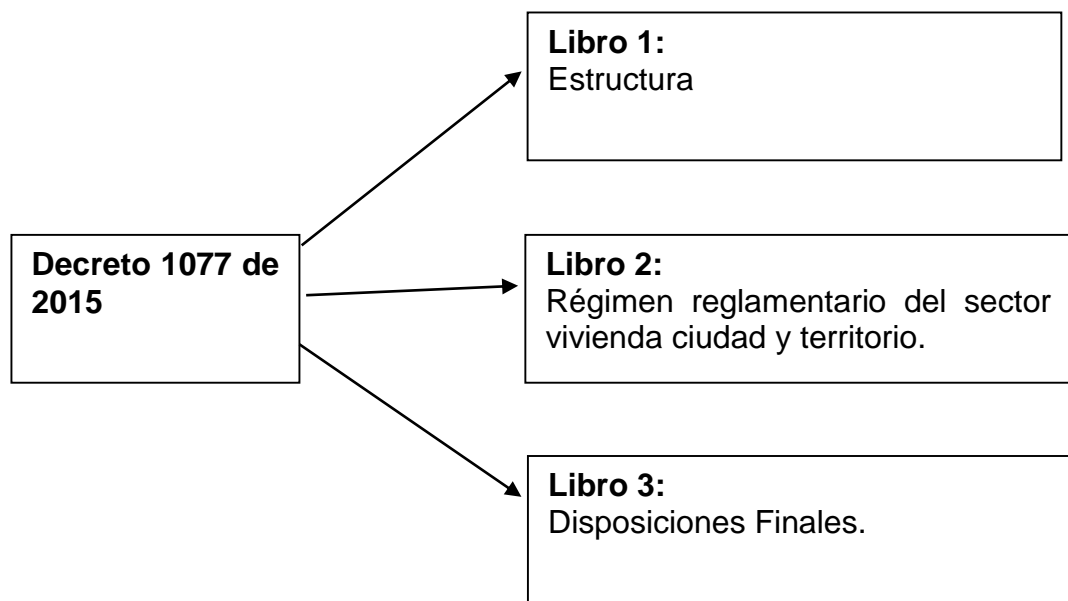 Libro 1:
Estructura
Decreto 1077 de
2015
Libro 2:
Régimen reglamentario del sector
vivienda ciudad y territorio.
Libro 3:
Disposiciones Finales.